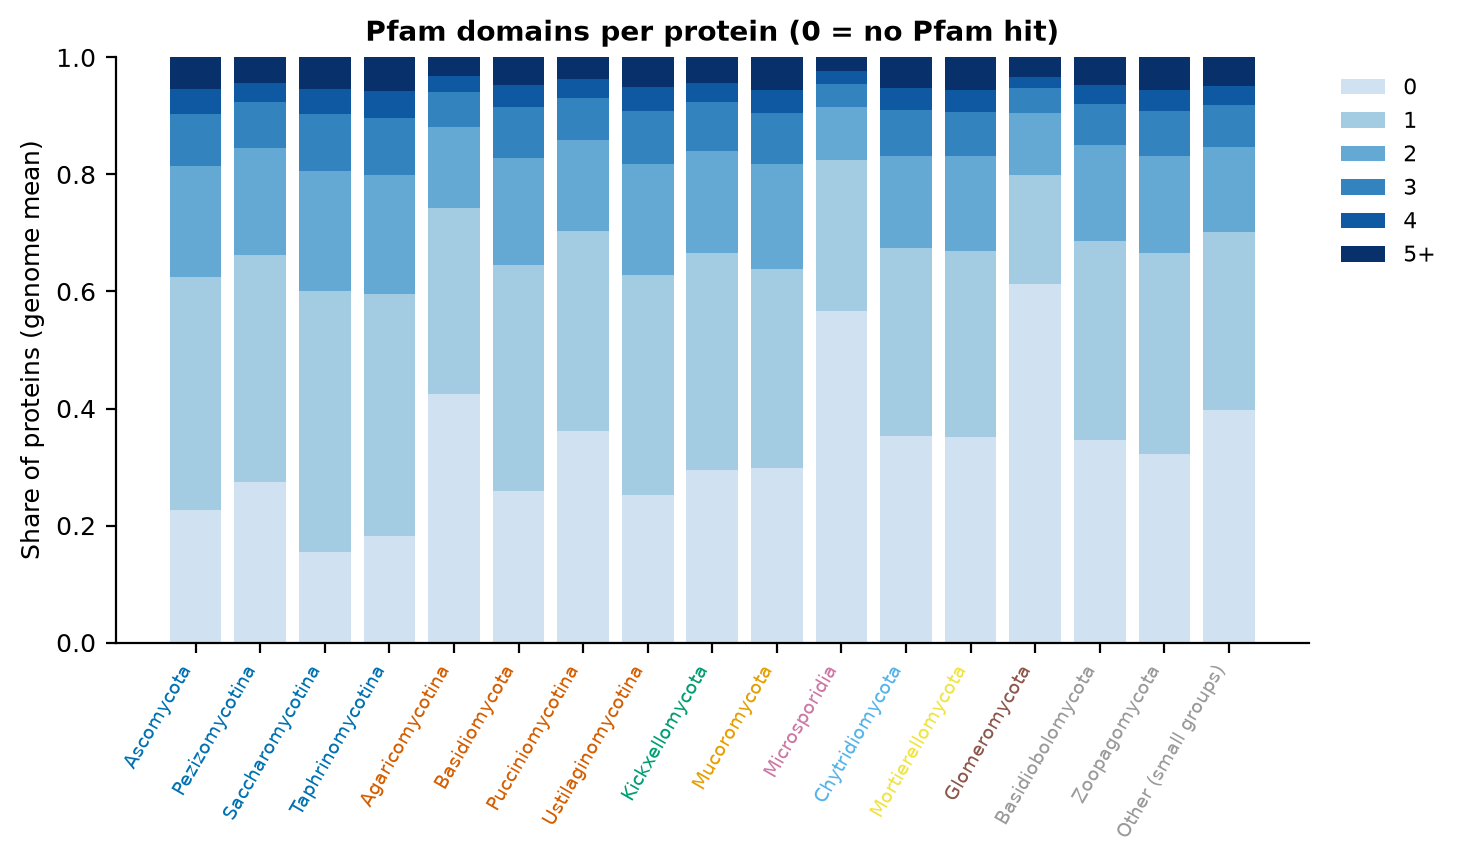 Pfam domains per protein (0 = no Pfam hit)
Share of proteins (genome mean)
1.0
0.8
0.6
0.4
0.2
0.0
0
1
2
3
4
5+
Ascomycota
Pezizomycotina
Saccharomycotina
Taphrinomycotina
Agaricomycotina
Basidiomycota
Pucciniomycotina
Ustilaginomycotina
Kickxellomycota
Mucoromycota
Microsporidia
Chytridiomycota
Mortierellomycota
Glomeromycota
Basidiobolomycota
Zoopagomycota
Other (small groups)